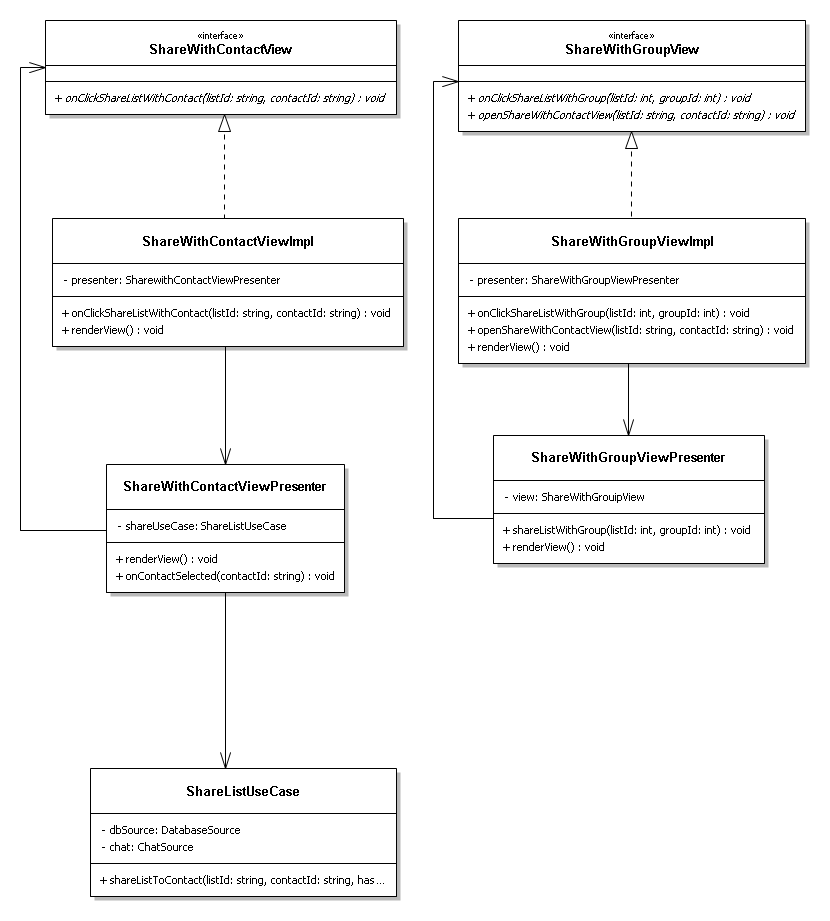 «interface»
ShareWithContactView
+ onClickShareListWithContact(listId: string, contactId: string) : void
«interface»
ShareWithGroupView
+ onClickShareListWithGroup(listId: int, groupId: int) : void
+ openShareWithContactView(listId: string, contactId: string) : void
ShareWithContactViewImpl
- presenter: SharewithContactViewPresenter
+ onClickShareListWithContact(listId: string, contactId: string) : void
+ renderView() : void
ShareWithGroupViewImpl
- presenter: ShareWithGroupViewPresenter
+ onClickShareListWithGroup(listId: int, groupId: int) : void
+ openShareWithContactView(listId: string, contactId: string) : void
+ renderView() : void
ShareWithContactViewPresenter
- shareUseCase: ShareListUseCase
+ renderView() : void
+ onContactSelected(contactId: string) : void
ShareWithGroupViewPresenter
- view: ShareWithGrouipView
+ shareListWithGroup(listId: int, groupId: int) : void
+ renderView() : void
ShareListUseCase
- dbSource: DatabaseSource
- chat: ChatSource
+ shareListToContact(listId: string, contactId: string, has...